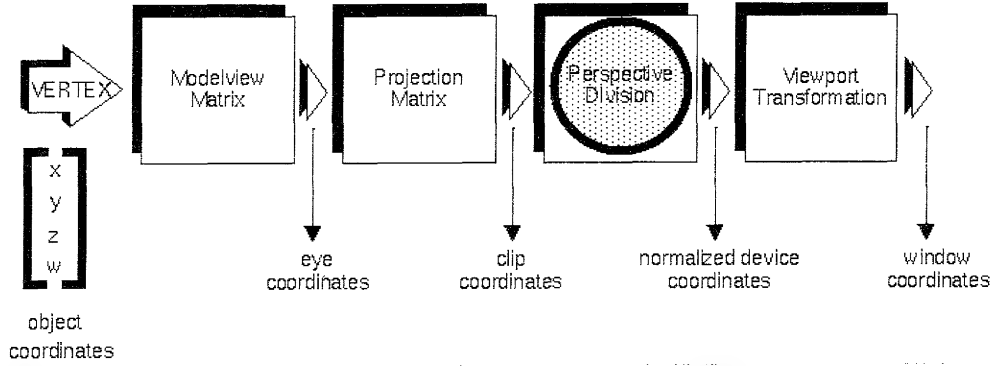 VERTEX
Modelview
Matrix
Projection
Matrix
Perspective
Division
Viewport
Transformation
x
y
z
w
object
coordinates
eye
coordinates
clip
coordinates
normalized device
coordinates
window
coordinates